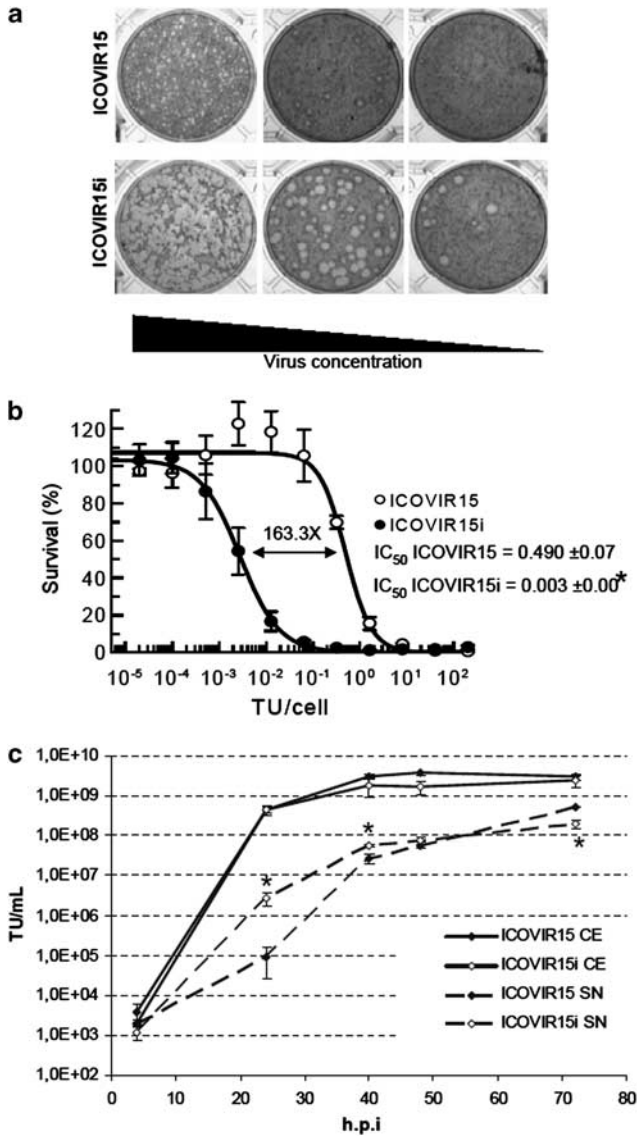 a
ICOVIR15
ICOVIR15i
Virus concentration
b
Survival (%)
120
100
80
60
40
20
0
163.3X
ICOVIR15
ICOVIR15i
IC50 ICOVIR15 = 0.490 ±0.07
IC50 ICOVIR15i = 0.003 ±0.00*
10-5 10-4 10-3 10-2 10-1 100 101 102
TU/cell
c
TU/mL
1,0E+10
1,0E+09
1,0E+08
1,0E+07
1,0E+06
1,0E+05
1,0E+04
1,0E+03
1,0E+02
*
*
*
ICOVIR15 CE
ICOVIR15i CE
ICOVIR15 SN
ICOVIR15i SN
0 10 20 30 40 50 60 70 80
h.p.i